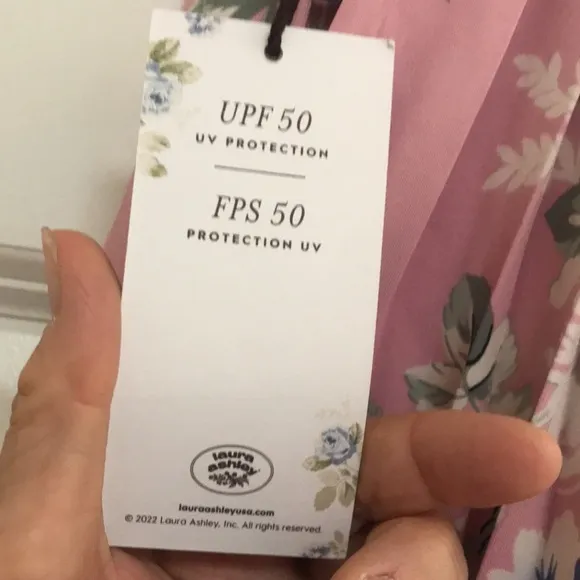 UPF 50
UV PROTECTION
FPS 50
PROTECTION UV
laura
ashley
lauraashleyusa.com
© 2022 Laura Ashley, Inc. All rights reserved.